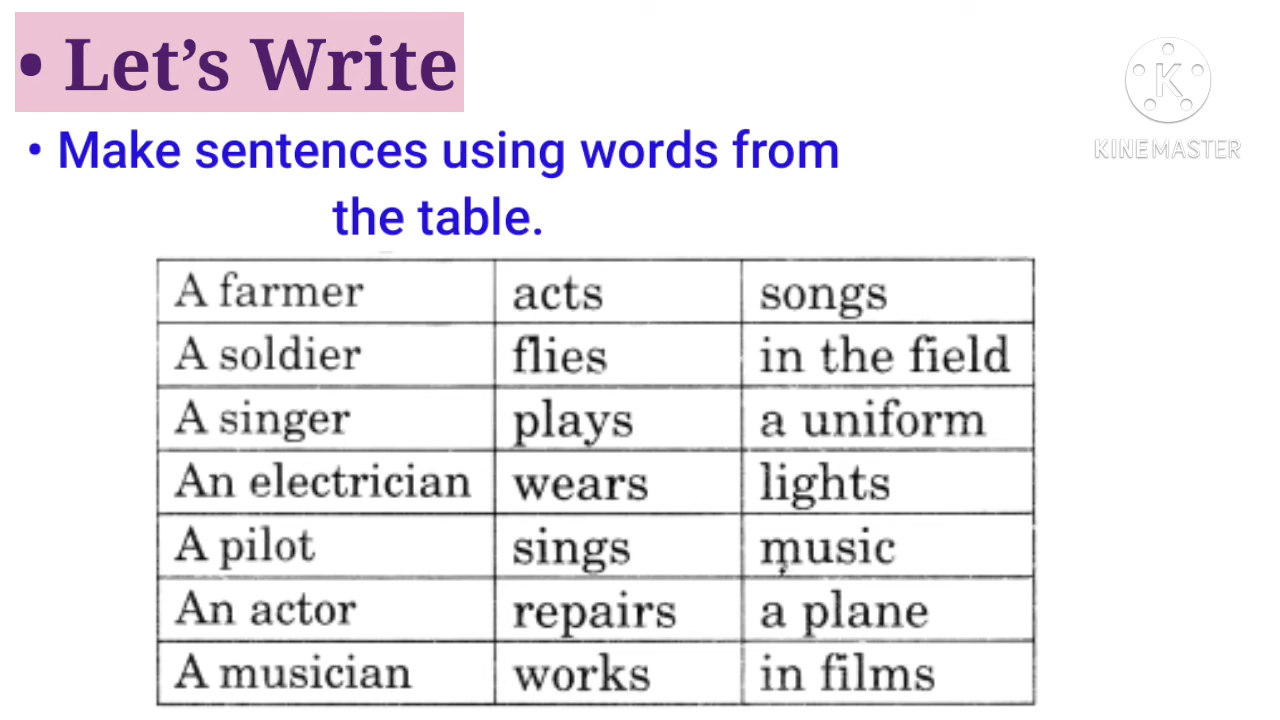 • Let's Write
• Make sentences using words from
the table.
K
KINEMASTER
A farmer acts songs
A soldier flies in the field
A singer plays a uniform
An electrician wears lights
A pilot sings music
An actor repairs a plane
A musician works in films